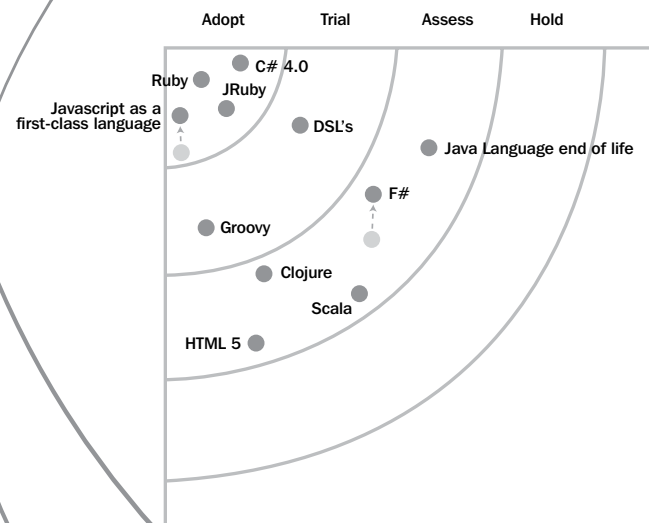 Adopt Trial Assess Hold
C# 4.0
Ruby
JRuby
Javascript as a
first-class language
DSL's
Java Language end of life
F#
Groovy
Clojure
Scala
HTML 5